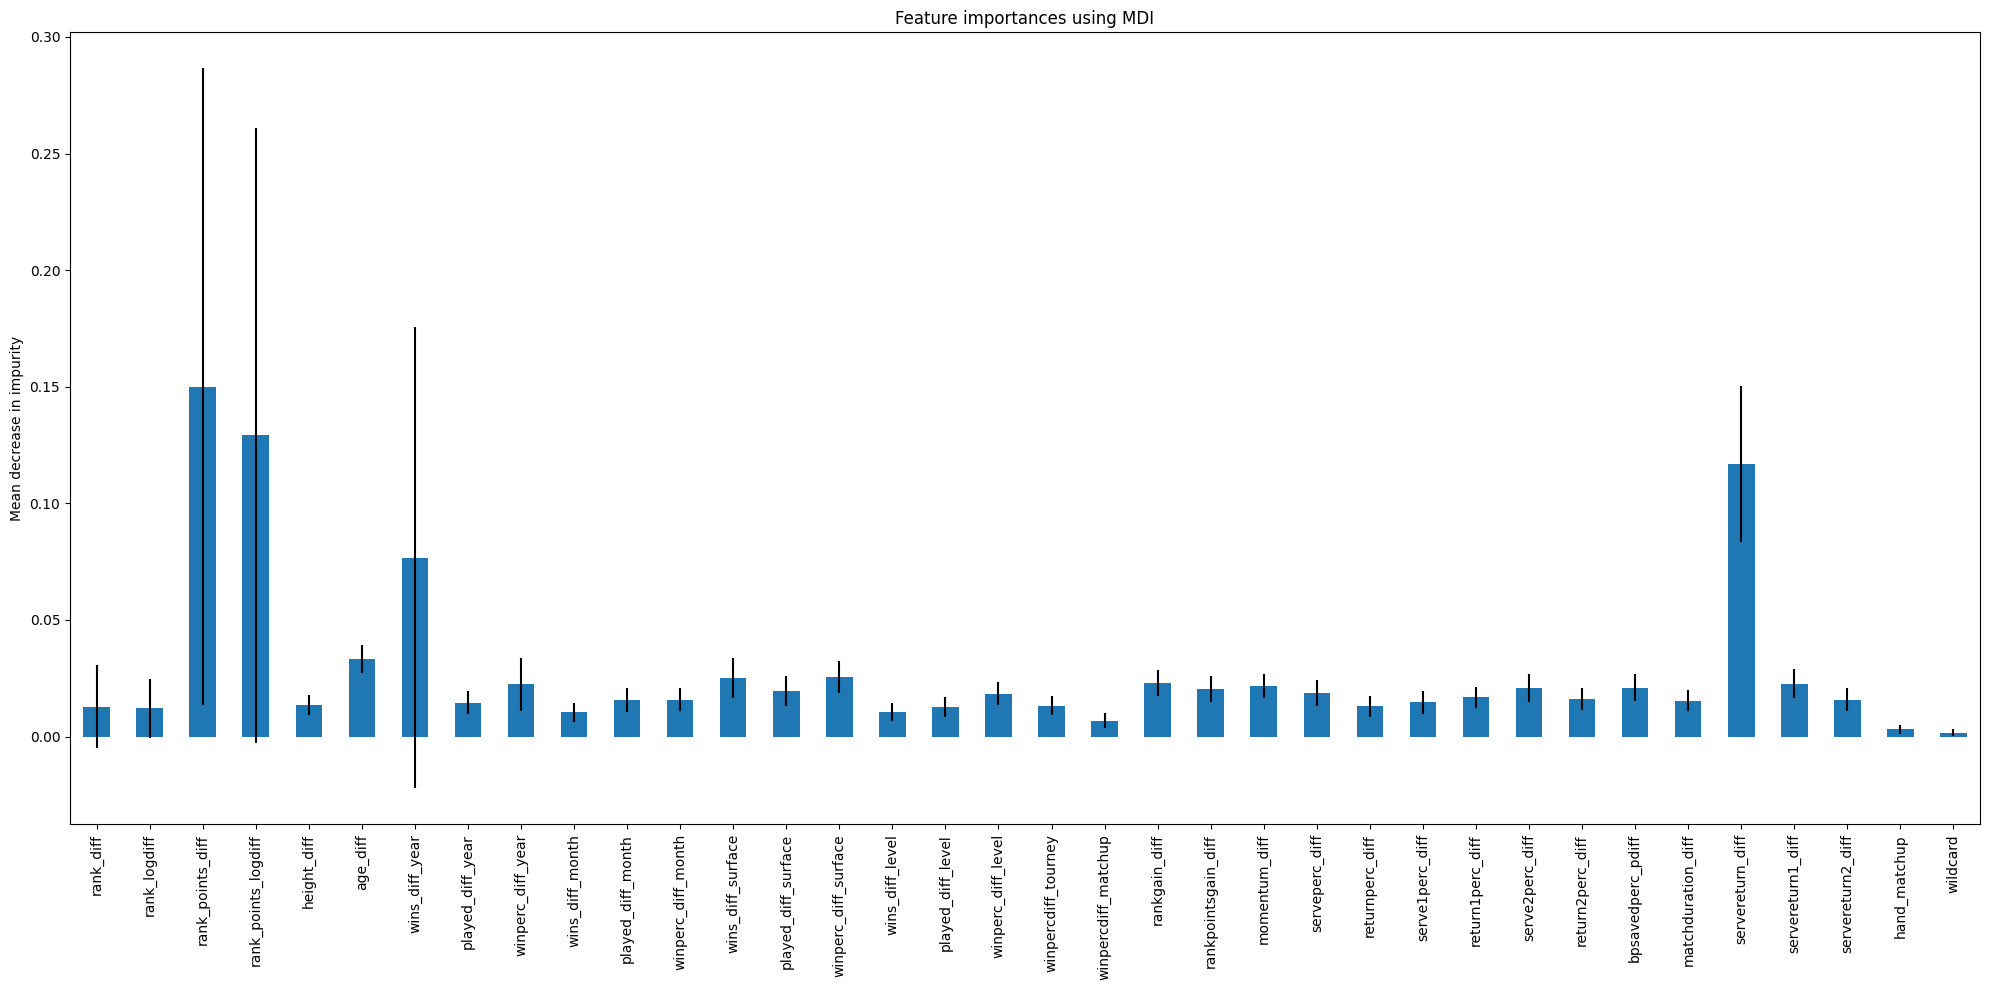 Feature importances using MDI
Mean decrease in impurity
0.30
0.25
0.20
0.15
0.10
0.05
0.00
rank_diff
rank_logdiff
rank_points_diff
rank_points_logdiff
height_diff
age_diff
wins_diff_year
played_diff_year
winperc_diff_year
wins_diff_month
played_diff_month
winperc_diff_month
wins_diff_surface
played_diff_surface
winperc_diff_surface
wins_diff_level
played_diff_level
winperc_diff_level
winpercdiff_tourney
winpercdiff_matchup
rankgain_diff
rankpointsgain_diff
momentum_diff
serveperc_diff
returnperc_diff
serve1perc_diff
return1perc_diff
serve2perc_diff
return2perc_diff
bpsavedperc_pdiff
matchduration_diff
servereturn_diff
servereturn1_diff
servereturn2_diff
hand_matchup
wildcard